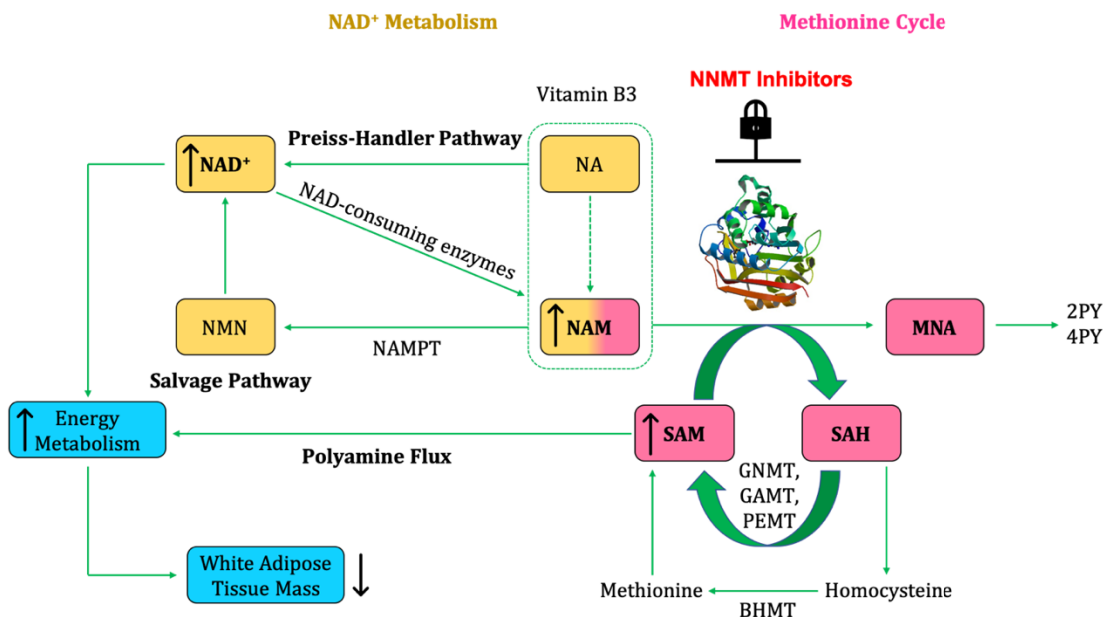 NAD⁺ Metabolism
Methionine Cycle
NNMT Inhibitors
Vitamin B3
Preiss-Handler Pathway
NAD⁺
NA
NAD-consuming enzymes
NMN
NAM
NAMPT
MNA
2PY
4PY
Salvage Pathway
Energy
Metabolism
SAM
SAH
Polyamine Flux
GNMT,
GAMT,
PEMT
White Adipose
Tissue Mass
Methionine
Homocysteine
BHMT